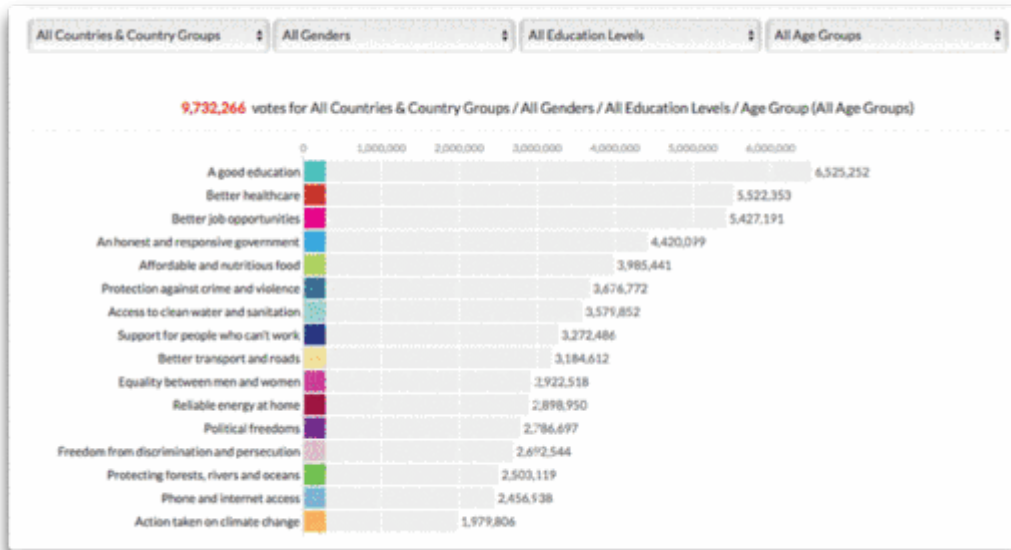 All Countries & Country Groups All Genders All Education Levels All Age Groups
9,732,266 votes for All Countries & Country Groups / All Genders / All Education Levels / Age Group (All Age Groups)
0 1,000,000 2,000,000 3,000,000 4,000,000 5,000,000 6,000,000
A good education 6,525,252
Better healthcare 5,522,353
Better job opportunities 5,427,191
An honest and responsive government 4,420,099
Affordable and nutritious food 3,985,441
Protection against crime and violence 3,676,772
Access to clean water and sanitation 3,579,852
Support for people who can't work 3,272,486
Better transport and roads 3,184,612
Equality between men and women 2,922,518
Reliable energy at home 2,898,950
Political freedoms 2,786,697
Freedom from discrimination and persecution 2,692,544
Protecting forests, rivers and oceans 2,503,119
Phone and internet access 2,456,938
Action taken on climate change 1,979,806